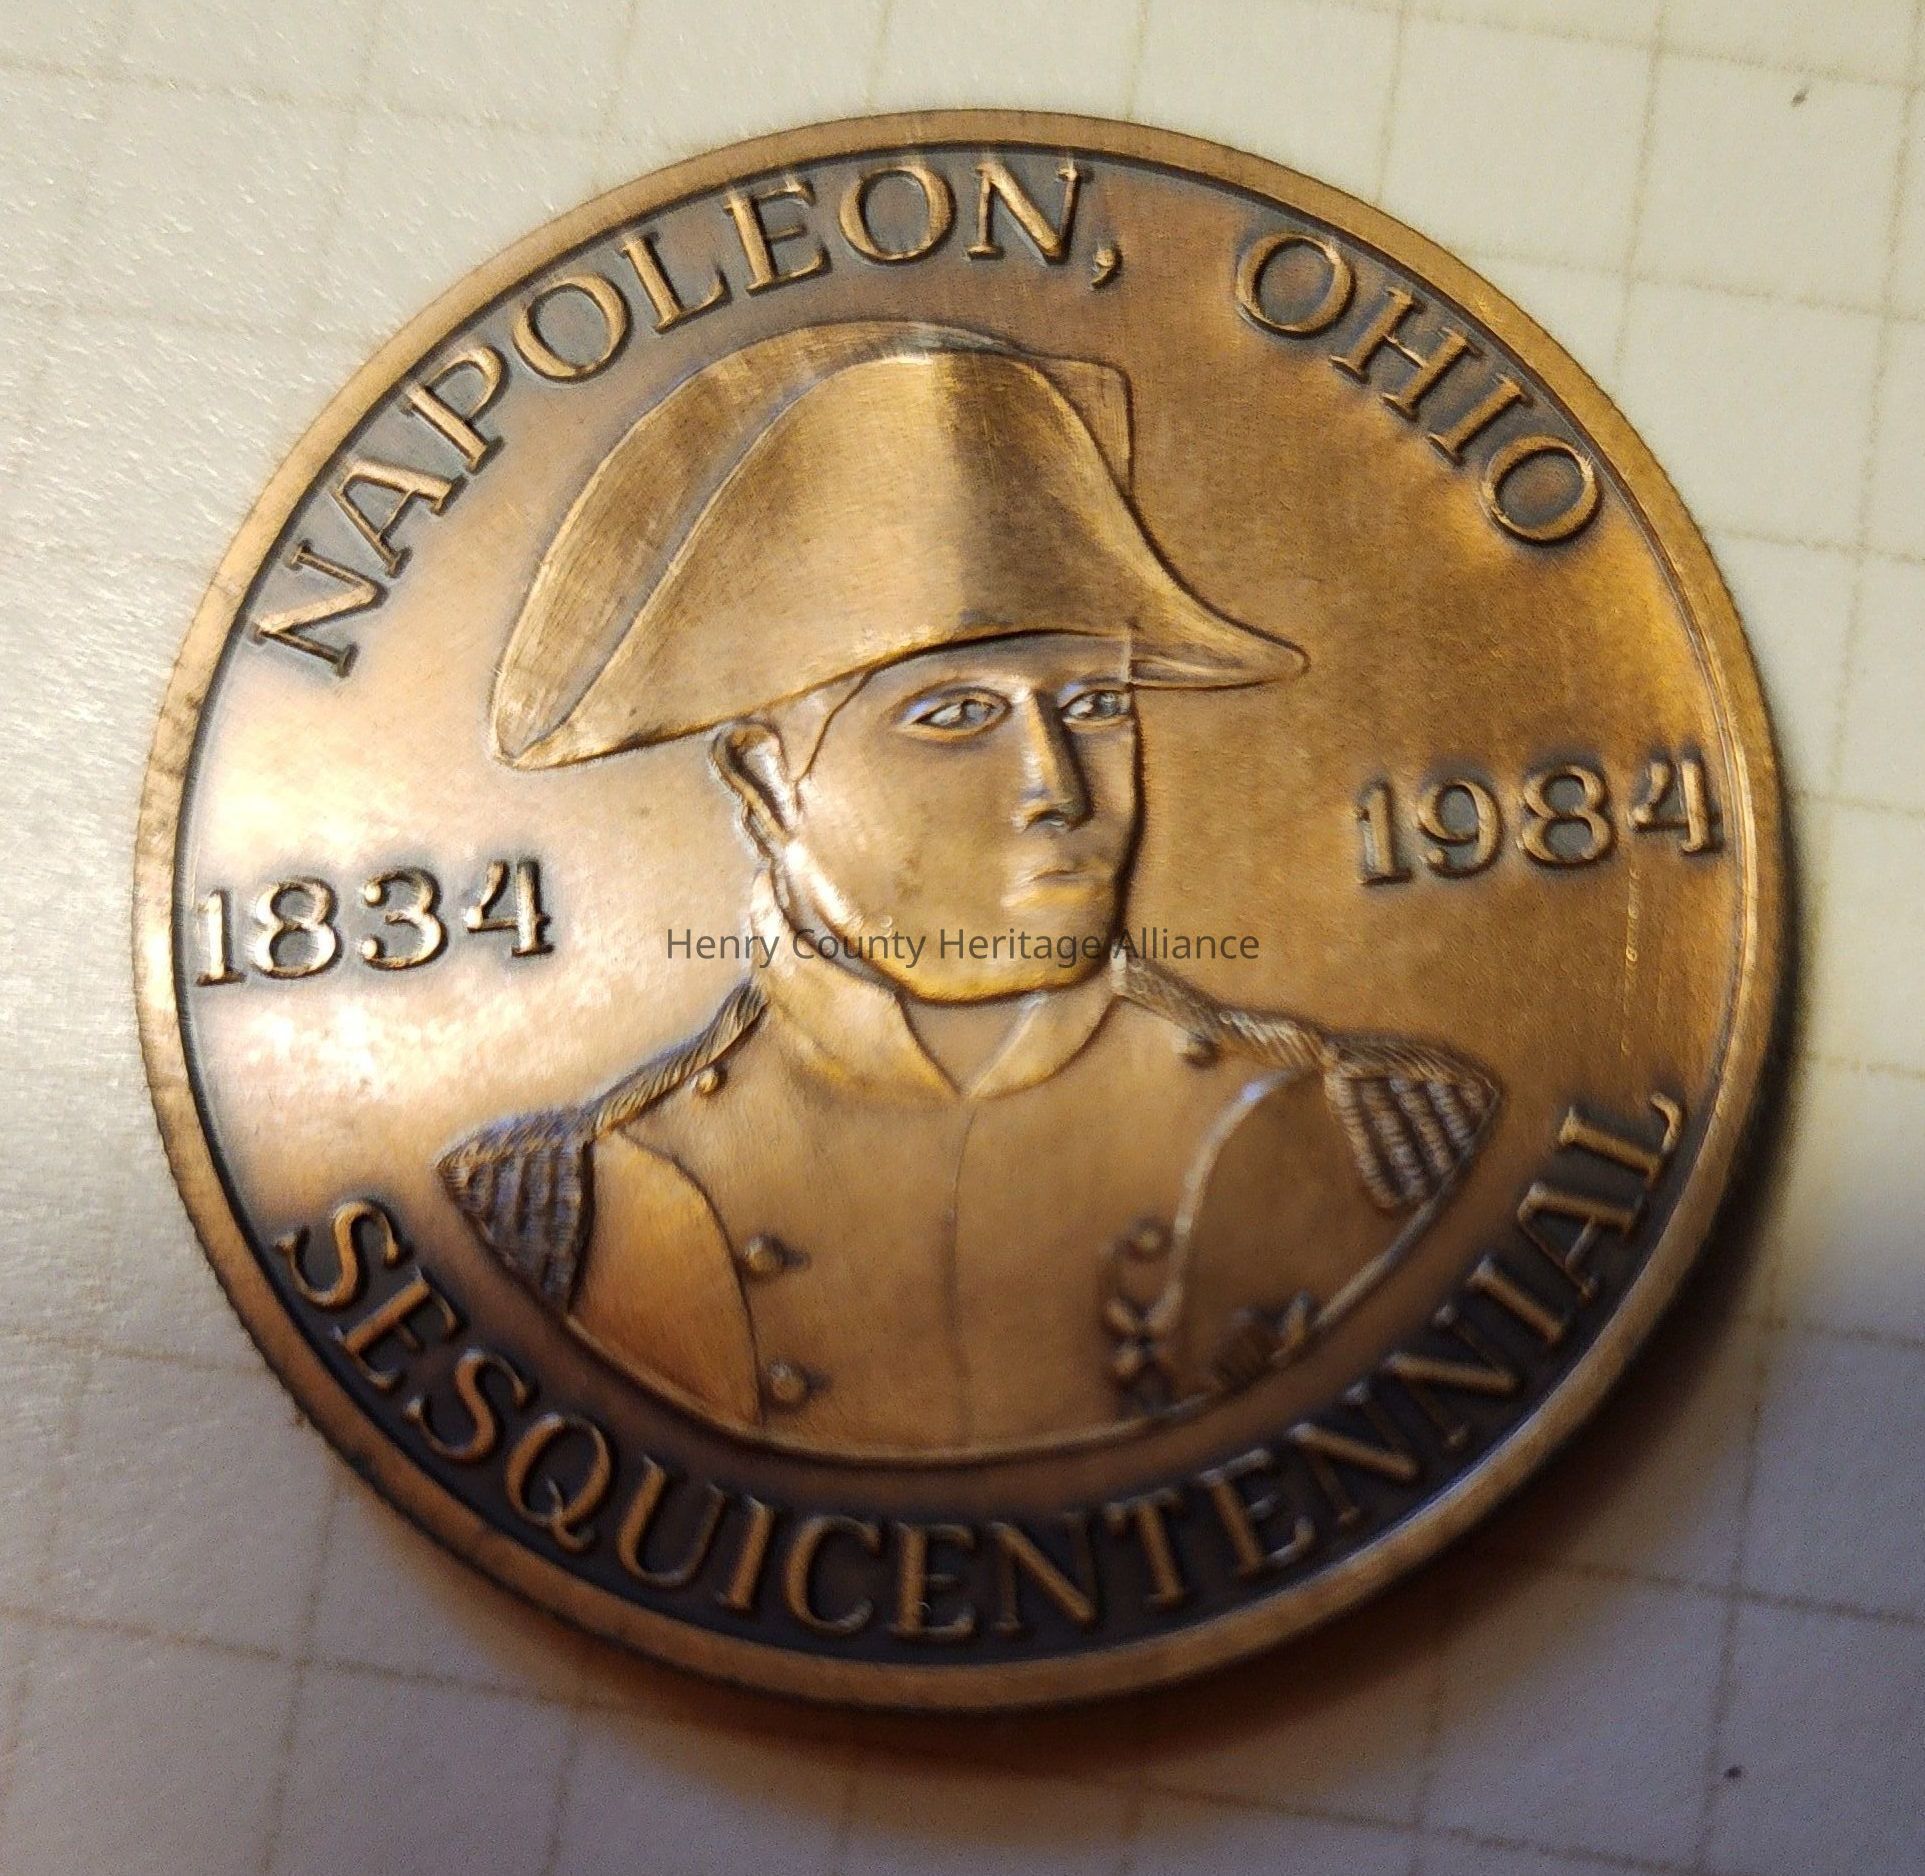 NAPOLEON, OHIO
1834
1984
Henry County Heritage Alliance
SESQUICENTENNIAL